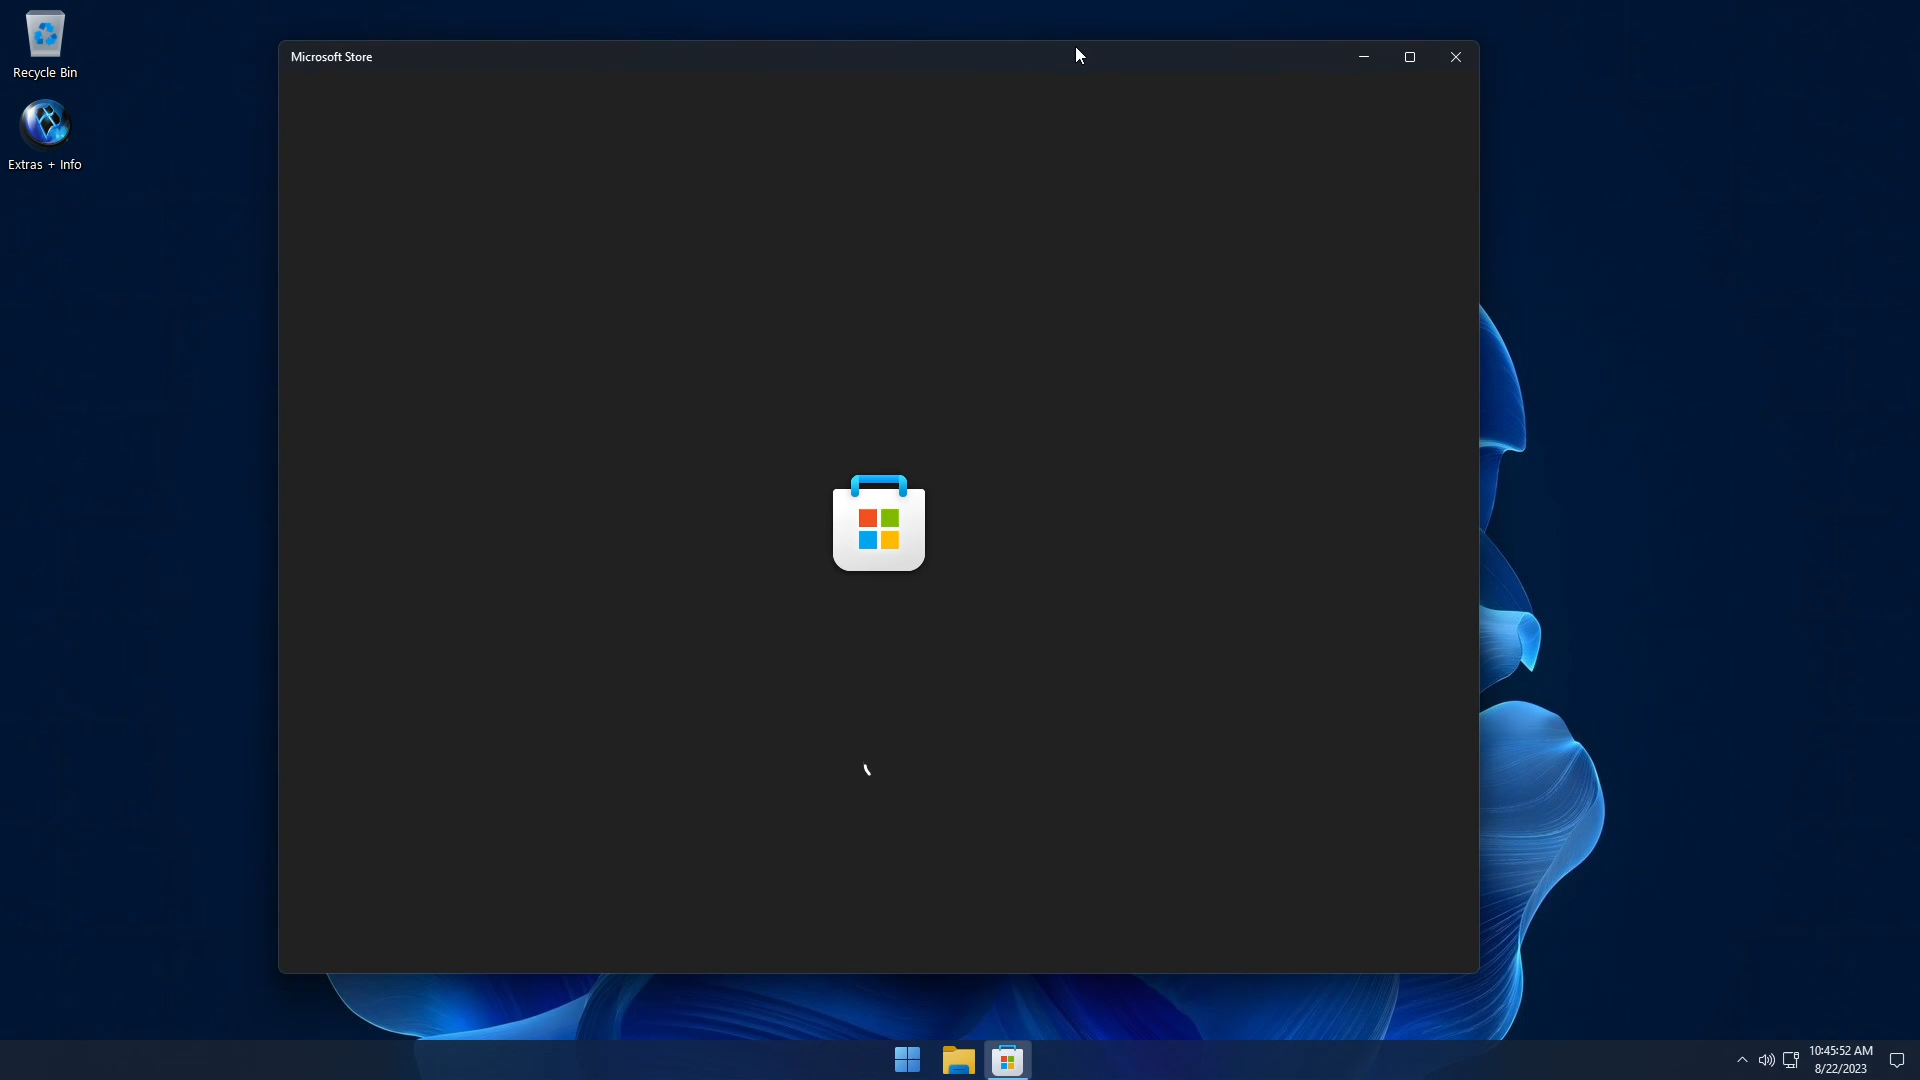 Recycle Bin
Extras + Info
Microsoft Store
10:45:52 AM
8/22/2023